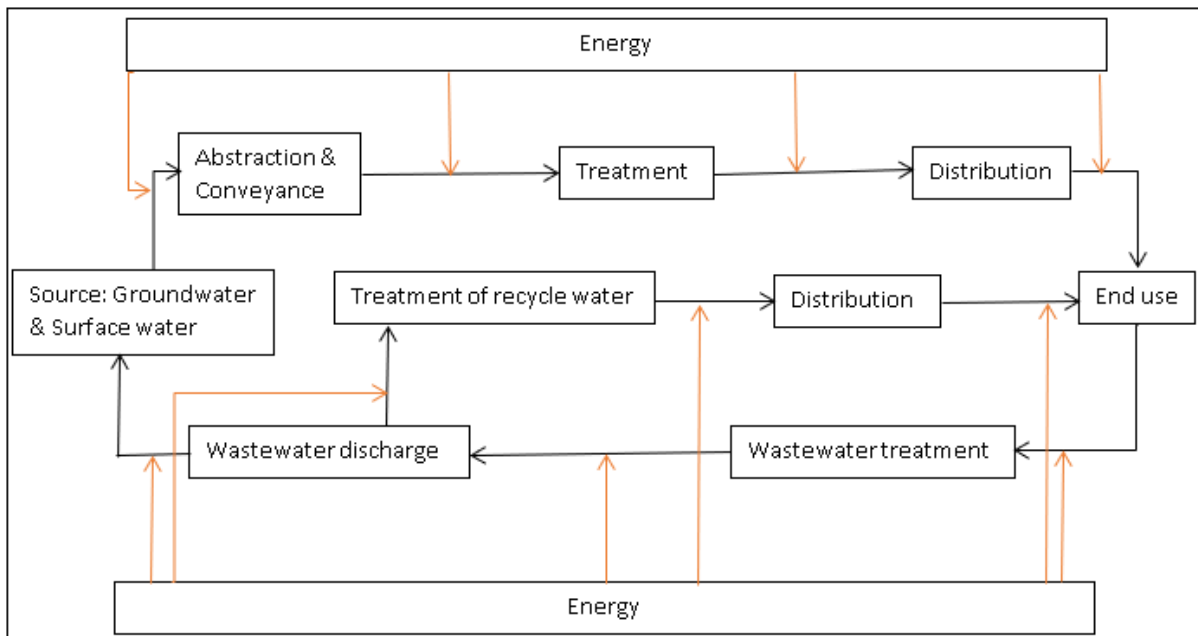 Energy
Abstraction &
Conveyance
Treatment
Distribution
Source: Groundwater
& Surface water
Treatment of recycle water
Distribution
End use
Wastewater discharge
Wastewater treatment
Energy